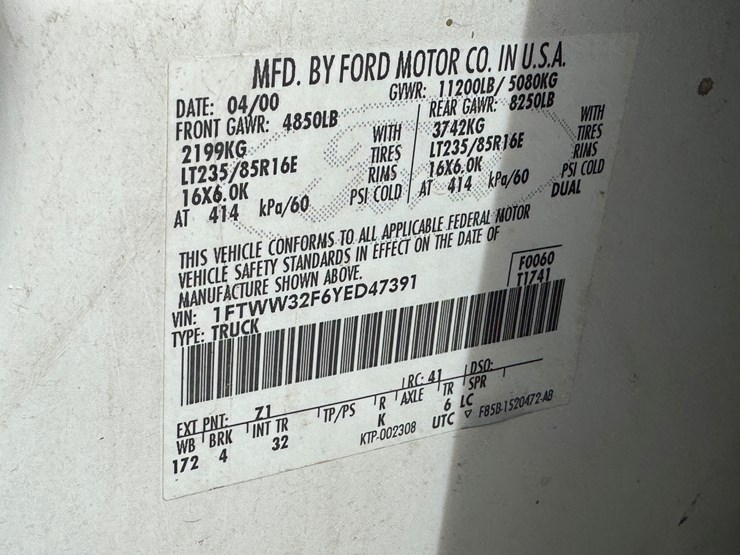 MFD. BY FORD MOTOR CO. IN U.S.A.
DATE: 04/00 GVWR: 11200LB/ 5080KG
FRONT GAWR: 4850LB REAR GAWR: 8250LB
2199KG WITH 3742KG WITH
LT235/85R16E TIRES LT235/85R16E TIRES
16X6.0K RIMS 16X6.0K RIMS
AT 414 kPa/60 PSI COLD AT 414 kPa/60 PSI COLD
DUAL
THIS VEHICLE CONFORMS TO ALL APPLICABLE FEDERAL MOTOR
VEHICLE SAFETY STANDARDS IN EFFECT ON THE DATE OF
MANUFACTURE SHOWN ABOVE.
VIN: 1FTWW32F6YED47391 F0060
TYPE: TRUCK T1741
EXT PNT: Z1 RC: 41 DSO:
WB BRK INT TR TP/PS R AXLE TR SPR
172 4 32 K 6 LC
KTP-002308 UTC ▽ F85B-1520472-AB